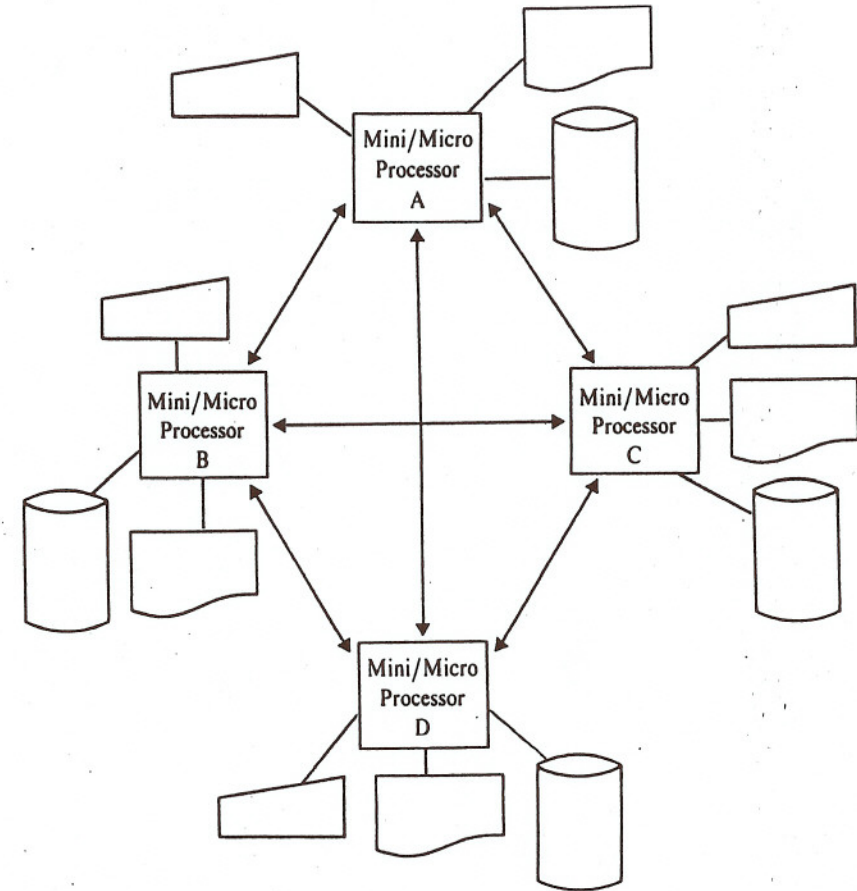 Mini/Micro
Processor
A
Mini/Micro
Processor
B
Mini/Micro
Processor
C
Mini/Micro
Processor
D